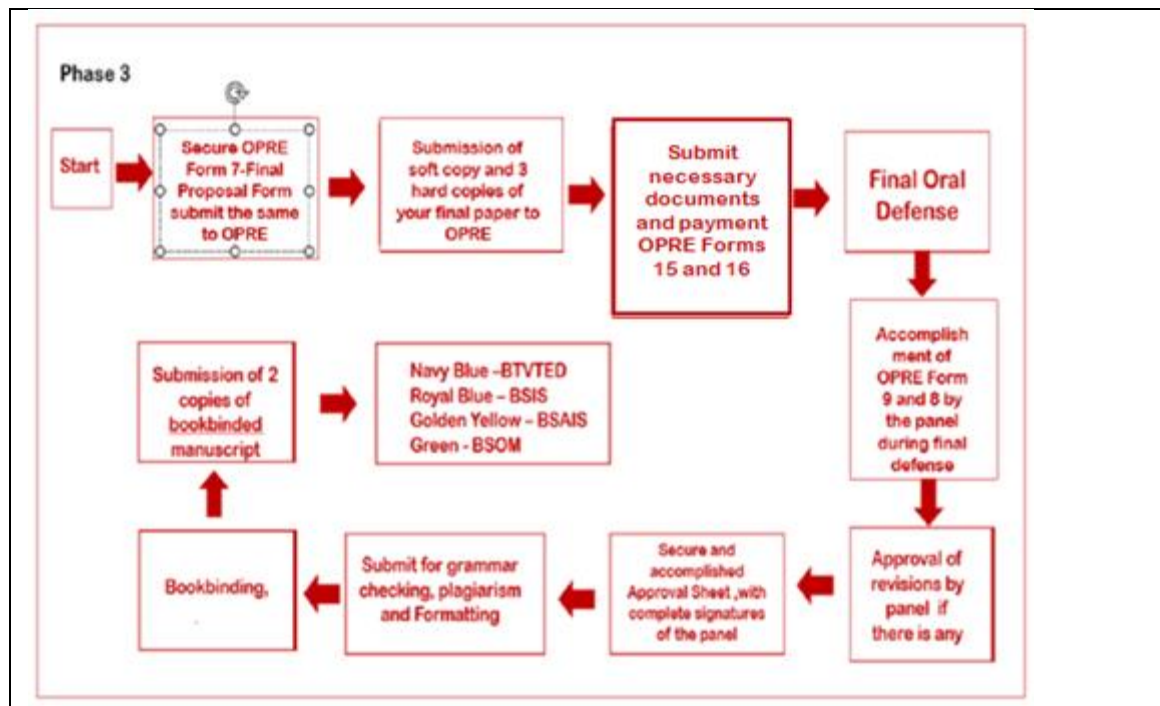 Phase 3
Start
Secure OPRE
Form 7-Final
Proposal Form
submit the same
to OPRE
Submission of
soft copy and 3
hard copies of
your final paper to
OPRE
Submit
necessary
documents
and payment
OPRE Forms
15 and 16
Final Oral
Defense
Accomplish
ment of
OPRE Form
9 and 8 by
the panel
during final
defense
Approval of
revisions by
panel if
there is any
Secure and
accomplished
Approval Sheet ,with
complete signatures
of the panel
Submit for grammar
checking, plagiarism
and Formatting
Bookbinding,
.
Submission of 2
copies of
bookbinded
manuscript
Navy Blue –BTVTED
Royal Blue – BSIS
Golden Yellow – BSAIS
Green - BSOM